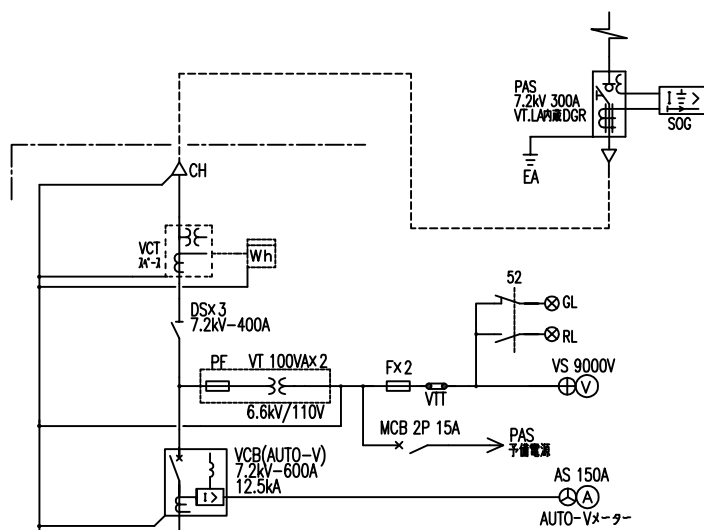 PAS
7.2kV 300A
VT.LA内蔵DGR
I ≑ >
SOG
EA
CH
VCT
スペース
Wh
DS×3
7.2kV-400A
52
GL
RL
PF
VT 100VA×2
F×2
VTT
VS 9000V
V
6.6kV/110V
MCB 2P 15A
PAS
予備電源
VCB(AUTO-V)
7.2kV-600A
12.5kA
I>
AS 150A
A
AUTO-Vメーター